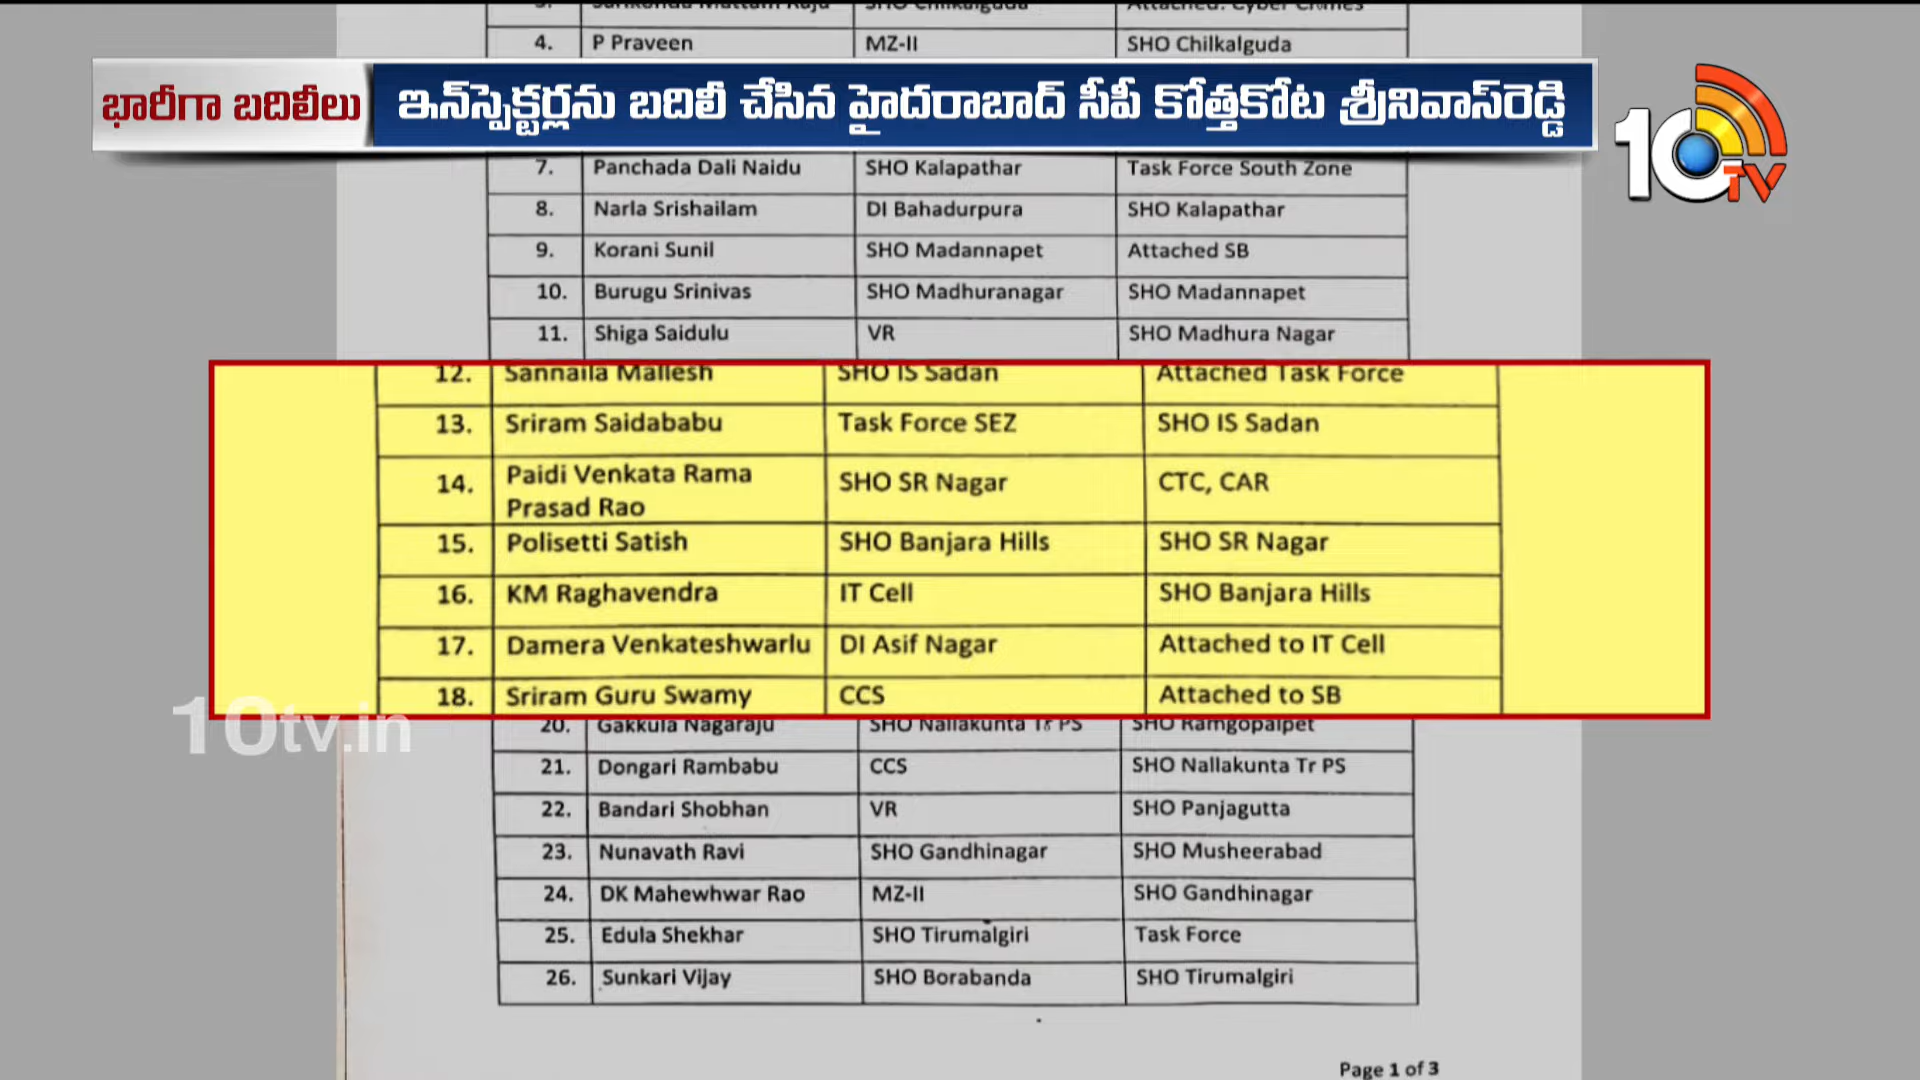 4. P Praveen MZ-II SHO Chilkalguda
భారీగా బదిలీలు ఇన్‌స్పెక్టర్లను బదిలీ చేసిన హైదరాబాద్ సీపీ కోత్తకోట శ్రీనివాస్‌రెడ్డి
10TV
7. Panchada Dali Naidu SHO Kalapathar Task Force South Zone
8. Narla Srishailam DI Bahadurpura SHO Kalapathar
9. Korani Sunil SHO Madannapet Attached SB
10. Burugu Srinivas SHO Madhuranagar SHO Madannapet
11. Shiga Saidulu VR SHO Madhura Nagar
12. Mallesh SHO IS Sadan Attached Task Force
13. Sriram Saidababu Task Force SEZ SHO IS Sadan
14. Paidi Venkata Rama Prasad Rao SHO SR Nagar CTC, CAR
15. Polisetti Satish SHO Banjara Hills SHO SR Nagar
16. KM Raghavendra IT Cell SHO Banjara Hills
17. Damera Venkateshwarlu DI Asif Nagar Attached to IT Cell
18. Sriram Guru Swamy CCS Attached to SB
10tv.in
20. Gakkula Nagaraju SHO Nallakunta Tr PS SHO Ramgopalpet
21. Dongari Rambabu CCS SHO Nallakunta Tr PS
22. Bandari Shobhan VR SHO Panjagutta
23. Nunavath Ravi SHO Gandhinagar SHO Musheerabad
24. DK Mahewhwar Rao MZ-II SHO Gandhinagar
25. Edula Shekhar SHO Tirumalgiri Task Force
26. Sunkari Vijay SHO Borabanda SHO Tirumalgiri
Page 1 of 3